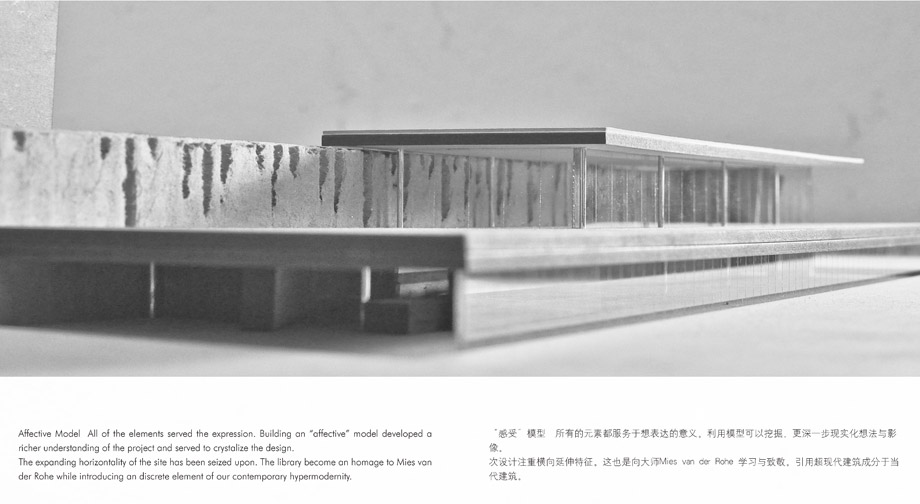 Affective Model  All of the elements served the expression. Building an "affective" model developed a
richer understanding of the project and served to crystalize the design.
The expanding horizontality of the site has been seized upon. The library become an homage to Mies van
der Rohe while introducing an discrete element of our contemporary hypermodernity.
"感受" 模型  所有的元素都服务于想表达的意义。利用模型可以挖掘、更深一步现实化想法与影
像。
次设计注重横向延伸特征。这也是向大师Mies van der Rohe 学习与致敬。引用超现代建筑成分于当
代建筑。